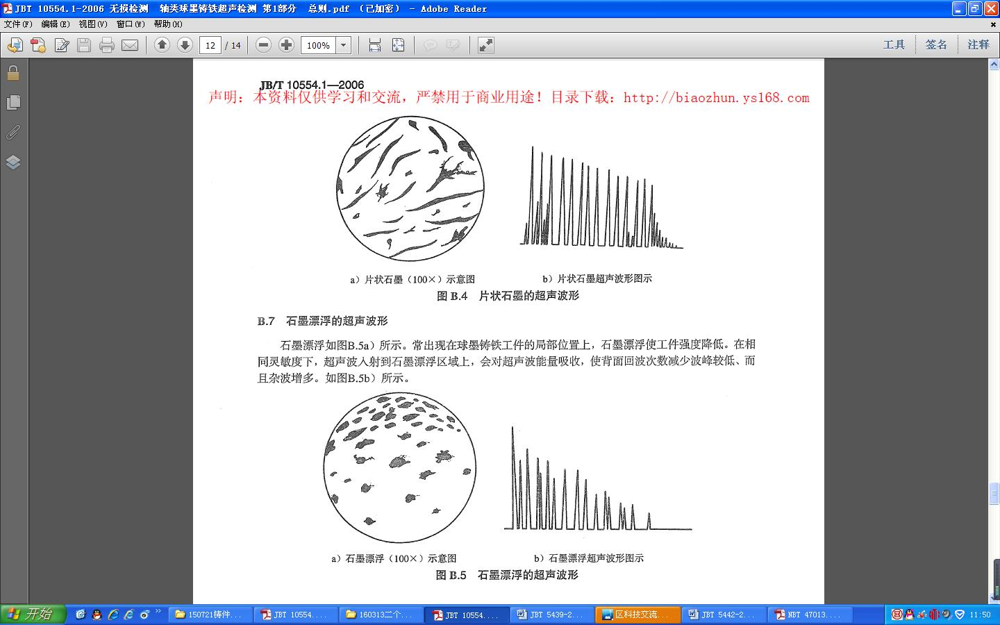 JBT 10554.1-2006 无损检测 轴类球墨铸铁超声检测 第1部分 总则.pdf (已加密) - Adobe Reader
文件(F) 编辑(E) 视图(V) 窗口(W) 帮助(H)
12 / 14 100% 工具 签名 注释
JB/T 10554.1—2006
声明：本资料仅供学习和交流，严禁用于商业用途！目录下载：http://biaozhun.ys168.com
a）片状石墨（100×）示意图 b）片状石墨超声波形图示
图 B.4 片状石墨的超声波形
B.7 石墨漂浮的超声波形
石墨漂浮如图B.5a）所示。常出现在球墨铸铁工件的局部位置上，石墨漂浮使工件强度降低。在相
同灵敏度下，超声波入射到石墨漂浮区域上，会对超声波能量吸收，使背面回波次数减少波峰较低、而
且杂波增多。如图B.5b）所示。
a）石墨漂浮（100×）示意图 b）石墨漂浮超声波形图示
图 B.5 石墨漂浮的超声波形
开始 150721铸件... JBT 10554.... 160313二个... JBT 10554.... JBT 5439-2... 区科技交流... JBT 5442-2... NBT 47013.... 11:50